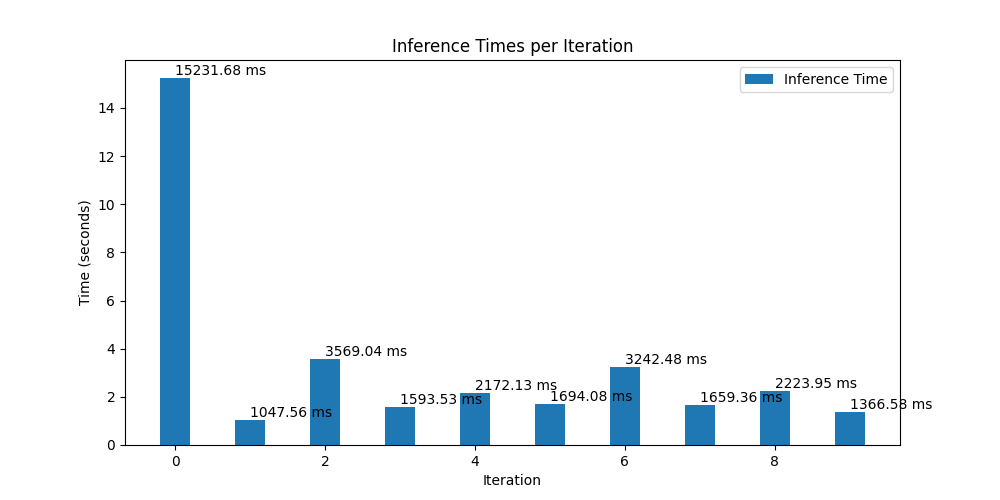 Inference Times per Iteration
Inference Time
15231.68 ms
1047.56 ms
3569.04 ms
1593.53 ms
2172.13 ms
1694.08 ms
3242.48 ms
1659.36 ms
2223.95 ms
1366.58 ms
Time (seconds)
14
12
10
8
6
4
2
0
0
2
4
6
8
Iteration